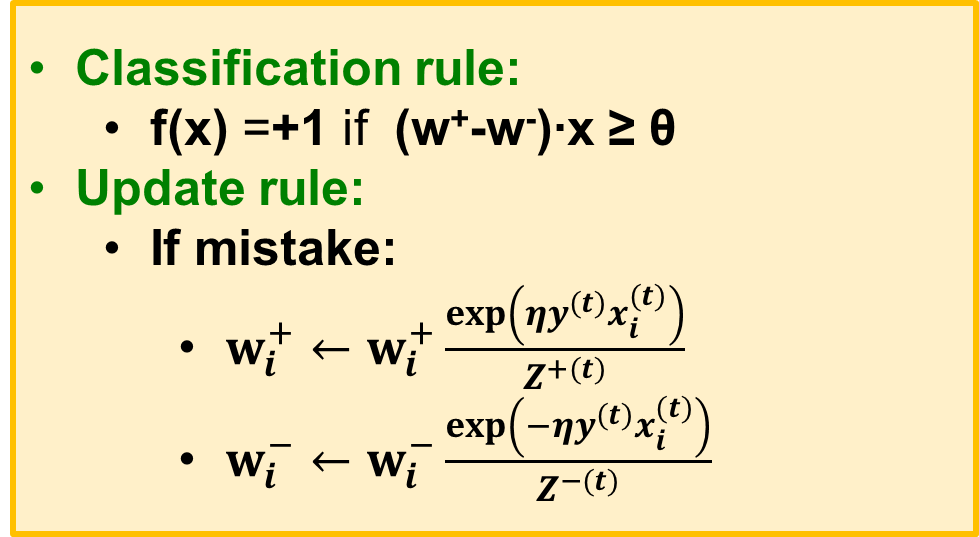 • Classification rule:
• f(x) =+1 if (w⁺-w⁻)·x ≥ θ
• Update rule:
• If mistake:
• wᵢ⁺ ← wᵢ⁺ exp(ηy⁽ᵗ⁾xᵢ⁽ᵗ⁾) / Z⁺⁽ᵗ⁾
• wᵢ⁻ ← wᵢ⁻ exp(−ηy⁽ᵗ⁾xᵢ⁽ᵗ⁾) / Z⁻⁽ᵗ⁾